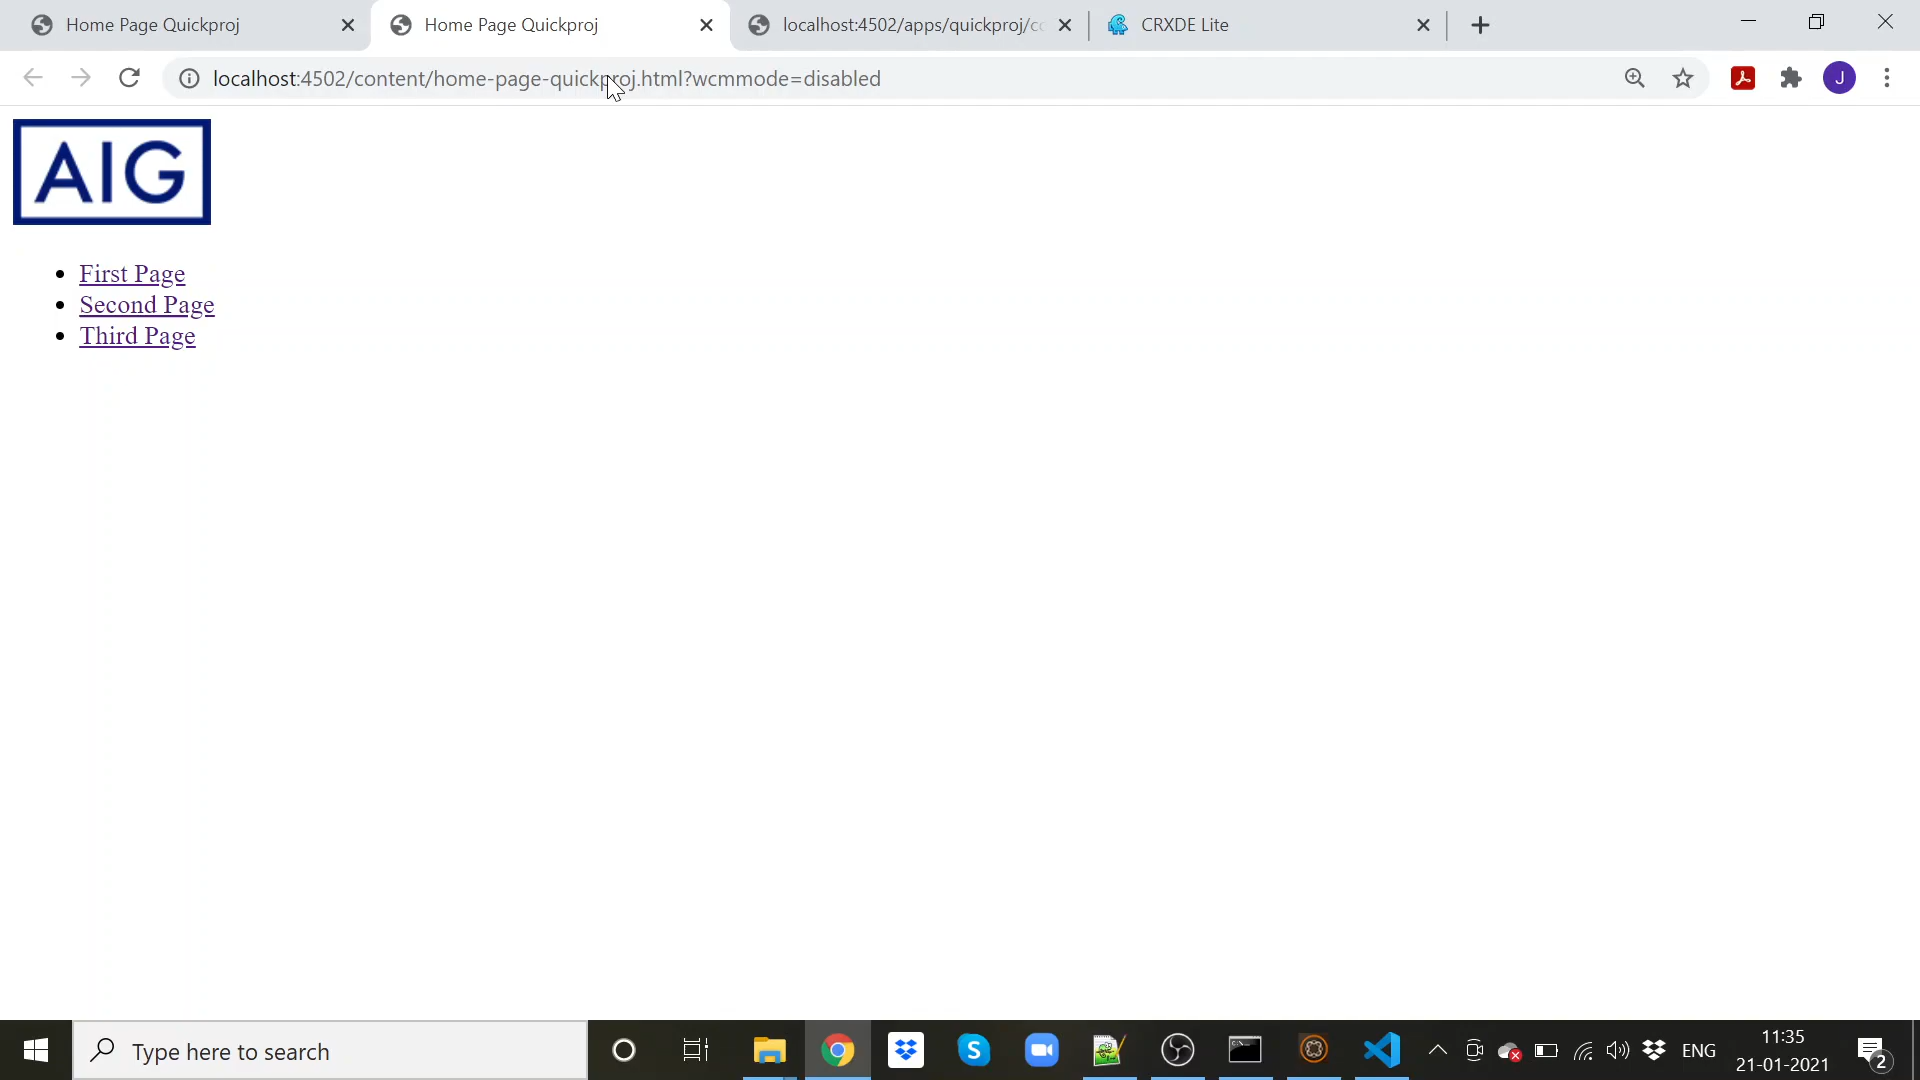 Home Page Quickproj
Home Page Quickproj
localhost:4502/apps/quickproj/cc
CRXDE Lite
localhost:4502/content/home-page-quickproj.html?wcmmode=disabled
J
AIG
First Page
Second Page
Third Page
Type here to search
ENG
11:35
21-01-2021
2